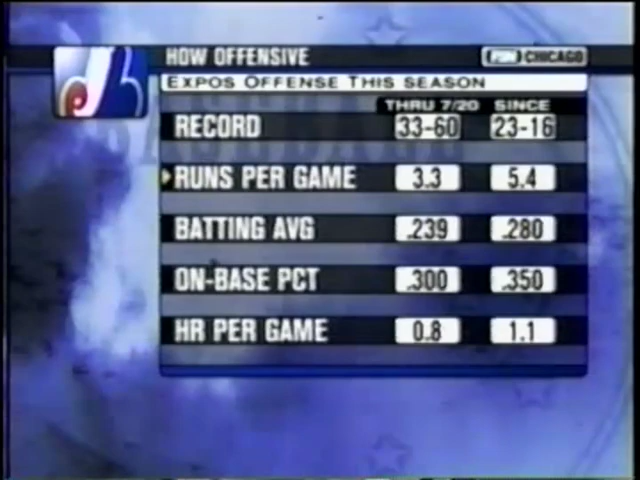 HOW OFFENSIVE FSN CHICAGO
EXPOS OFFENSE THIS SEASON
THRU 7/20 SINCE
RECORD 33-60 23-16
RUNS PER GAME 3.3 5.4
BATTING AVG .239 .280
ON-BASE PCT .300 .350
HR PER GAME 0.8 1.1